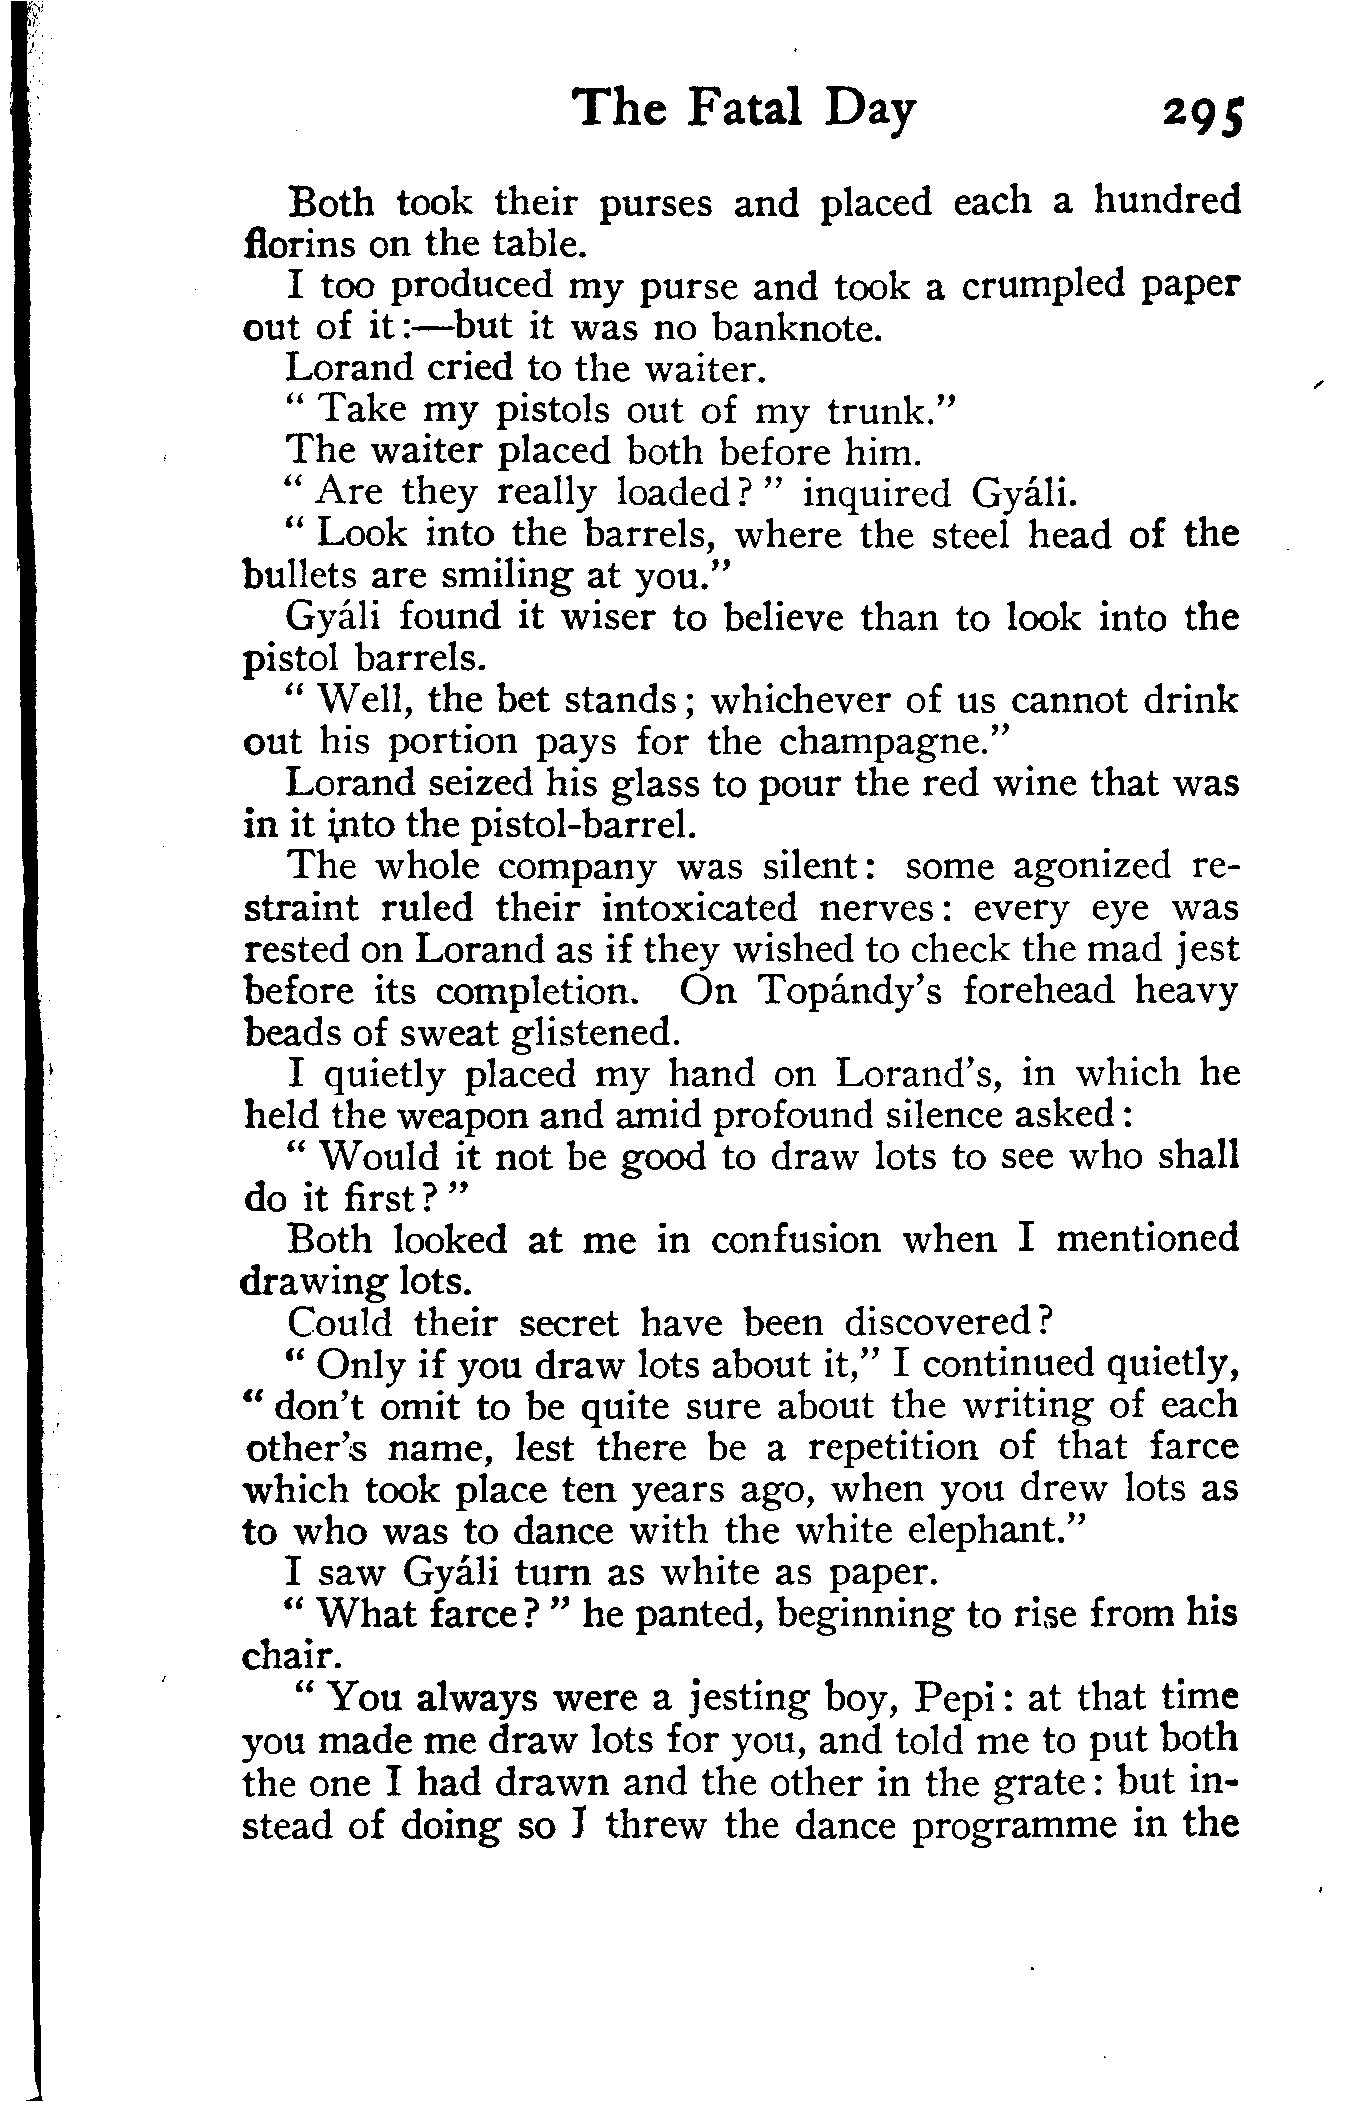 The Fatal Day 295
Both took their purses and placed each a hundred
florins on the table.
I too produced my purse and took a crumpled paper
out of it:—but it was no banknote.
Lorand cried to the waiter.
" Take my pistols out of my trunk."
The waiter placed both before him.
" Are they really loaded? " inquired Gyáli.
" Look into the barrels, where the steel head of the
bullets are smiling at you."
Gyáli found it wiser to believe than to look into the
pistol barrels.
" Well, the bet stands; whichever of us cannot drink
out his portion pays for the champagne."
Lorand seized his glass to pour the red wine that was
in it into the pistol-barrel.
The whole company was silent: some agonized re-
straint ruled their intoxicated nerves: every eye was
rested on Lorand as if they wished to check the mad jest
before its completion. On Topándy's forehead heavy
beads of sweat glistened.
I quietly placed my hand on Lorand's, in which he
held the weapon and amid profound silence asked:
" Would it not be good to draw lots to see who shall
do it first? "
Both looked at me in confusion when I mentioned
drawing lots.
Could their secret have been discovered?
" Only if you draw lots about it," I continued quietly,
" don't omit to be quite sure about the writing of each
other's name, lest there be a repetition of that farce
which took place ten years ago, when you drew lots as
to who was to dance with the white elephant."
I saw Gyáli turn as white as paper.
" What farce? " he panted, beginning to rise from his
chair.
" You always were a jesting boy, Pepi: at that time
you made me draw lots for you, and told me to put both
the one I had drawn and the other in the grate: but in-
stead of doing so I threw the dance programme in the